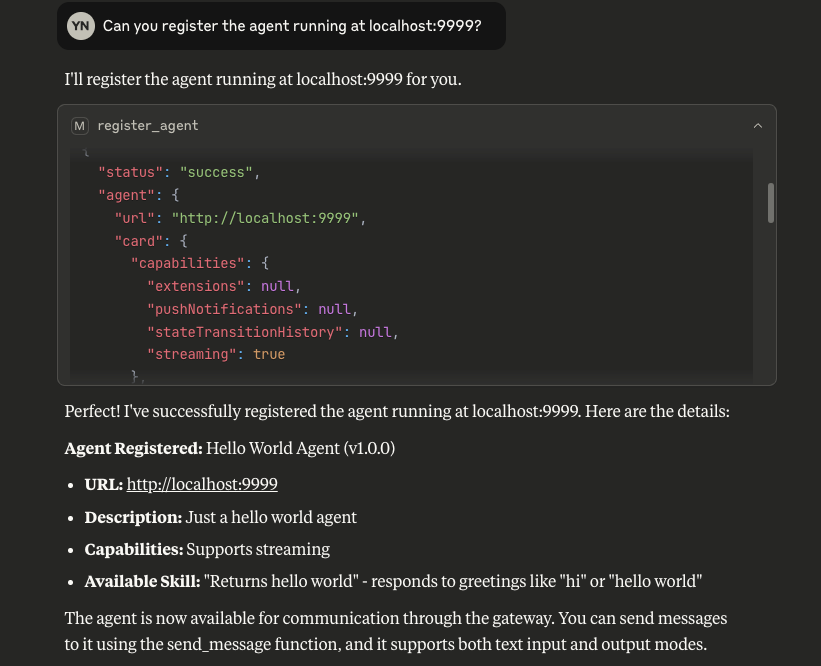 YN Can you register the agent running at localhost:9999?
I'll register the agent running at localhost:9999 for you.
M register_agent
{
"status": "success",
"agent": {
"url": "http://localhost:9999",
"card": {
"capabilities": {
"extensions": null,
"pushNotifications": null,
"stateTransitionHistory": null,
"streaming": true
},
Perfect! I've successfully registered the agent running at localhost:9999. Here are the details:
Agent Registered: Hello World Agent (v1.0.0)
• URL: http://localhost:9999
• Description: Just a hello world agent
• Capabilities: Supports streaming
• Available Skill: "Returns hello world" - responds to greetings like "hi" or "hello world"
The agent is now available for communication through the gateway. You can send messages
to it using the send_message function, and it supports both text input and output modes.